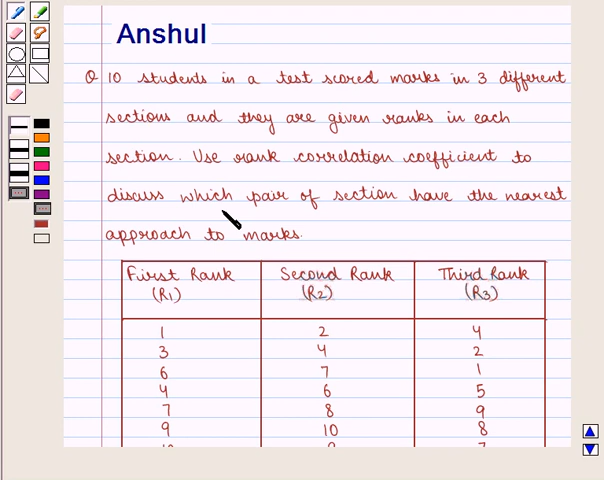 Anshul
Q 10 students in a test scored marks in 3 different
sections and they are given ranks in each
section. Use rank correlation coefficient to
discuss which pair of section have the nearest
approach to marks.
First Rank (R1) Second Rank (R2) Third Rank (R3)
1 2 4
3 4 2
6 7 1
4 6 5
7 8 9
9 10 8